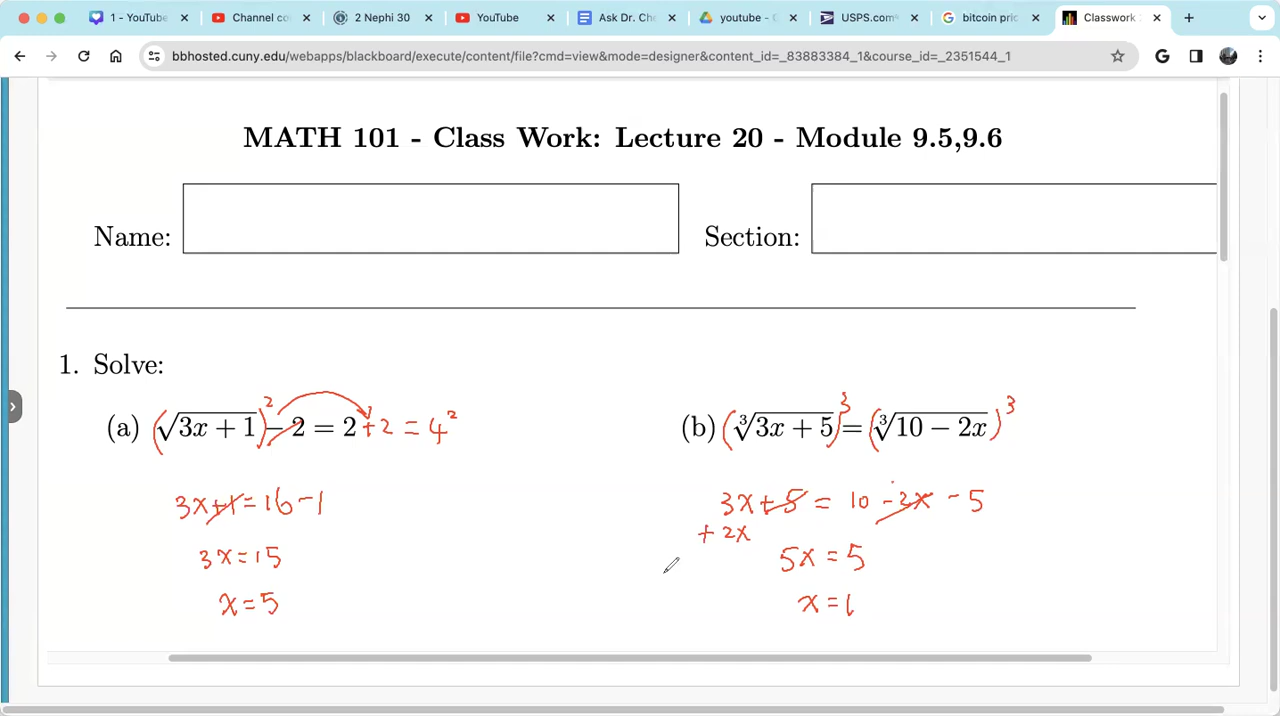 1 - YouTube
Channel co
2 Nephi 30
YouTube
Ask Dr. Che
youtube - G
USPS.com®
bitcoin pric
Classwork 2
bbhosted.cuny.edu/webapps/blackboard/execute/content/file?cmd=view&mode=designer&content_id=_83883384_1&course_id=_2351544_1
MATH 101 - Class Work: Lecture 20 - Module 9.5,9.6
Name:
Section:
1. Solve:
(a) (√3x + 1)² − 2 = 2 + 2 = 4²
(b) (∛3x + 5)³ = (∛10 − 2x)³
3x+1 = 16 − 1
3x + 5 = 10 − 2x − 5
+ 2x
3x = 15
5x = 5
x = 5
x = 1